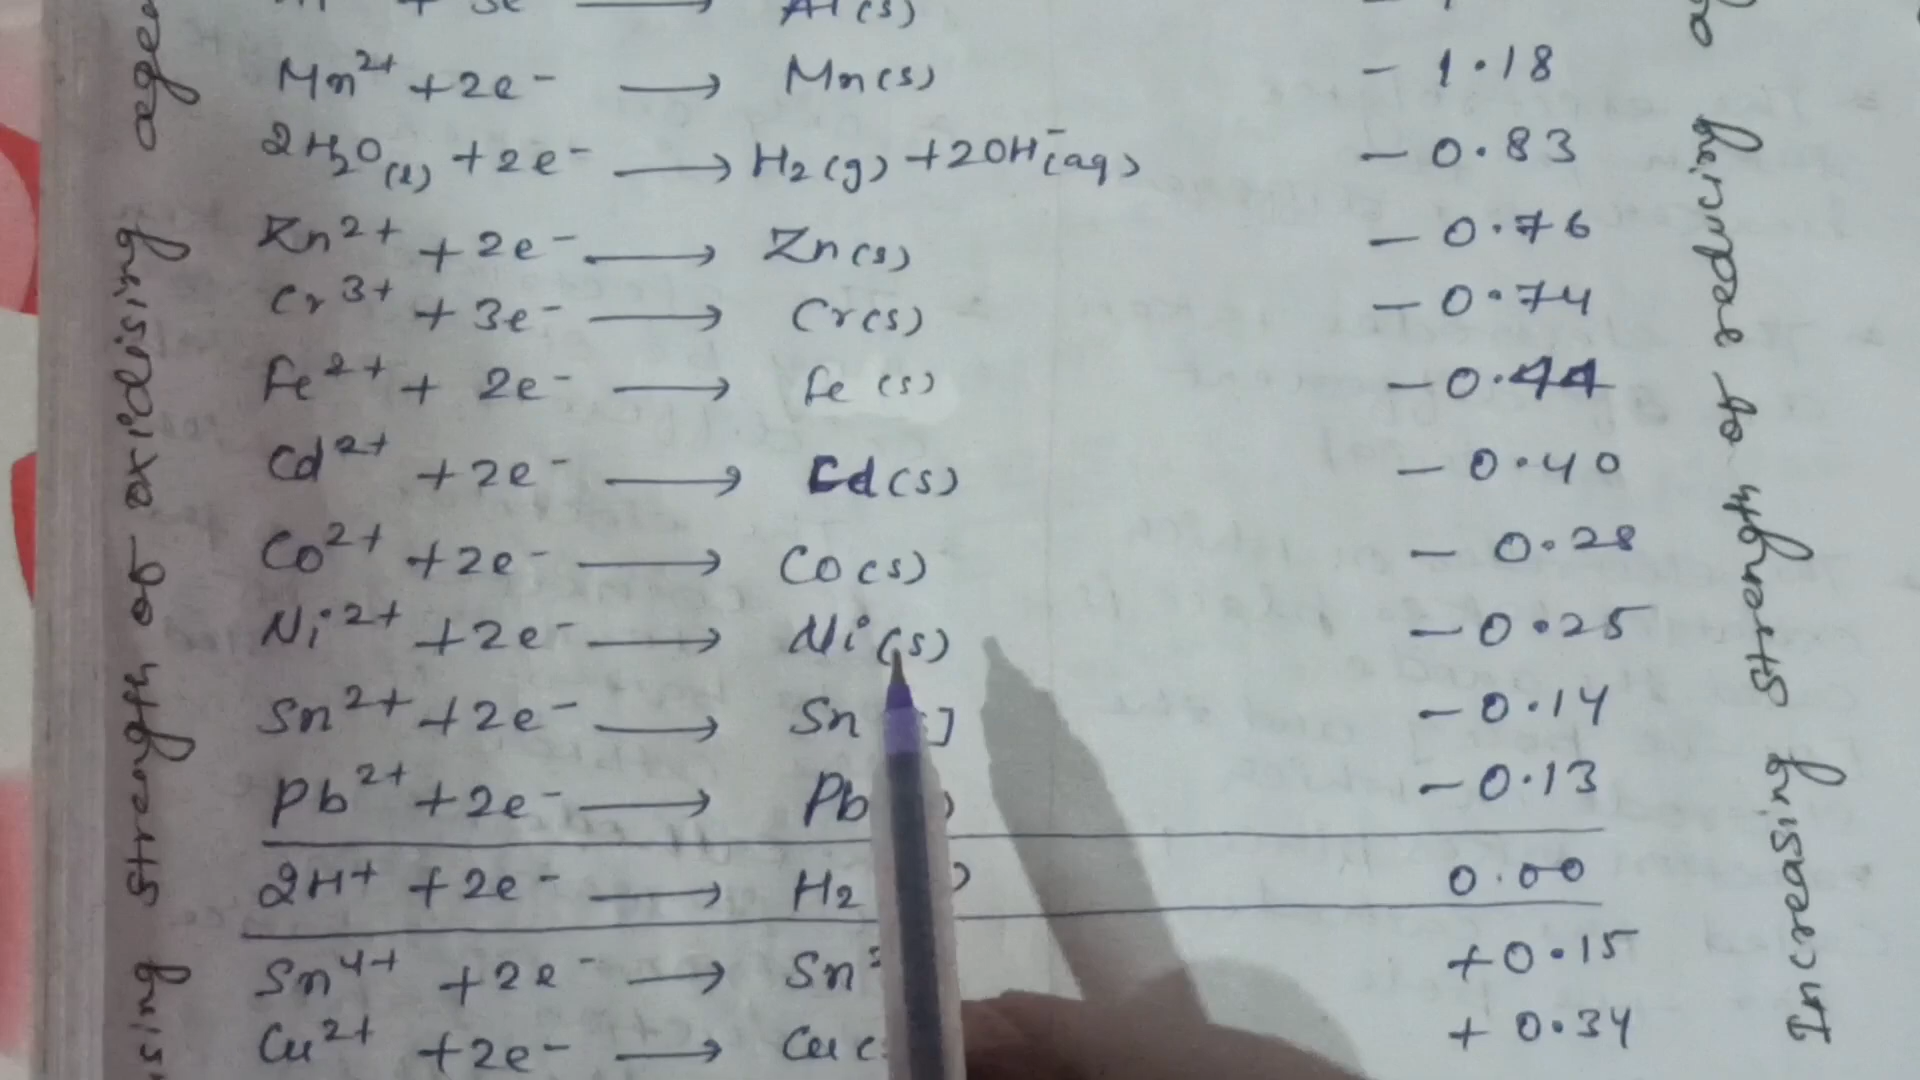 + 3e⁻ ⟶ Al(s)
Mn²⁺ + 2e⁻ ⟶ Mn(s) - 1.18
2H₂O(l) + 2e⁻ ⟶ H₂(g) + 2OH⁻(aq) - 0.83
Zn²⁺ + 2e⁻ ⟶ Zn(s) - 0.76
Cr³⁺ + 3e⁻ ⟶ Cr(s) - 0.74
Fe²⁺ + 2e⁻ ⟶ Fe(s) - 0.44
Cd²⁺ + 2e⁻ ⟶ Cd(s) - 0.40
Co²⁺ + 2e⁻ ⟶ Co(s) - 0.28
Ni²⁺ + 2e⁻ ⟶ Ni(s) - 0.25
Sn²⁺ + 2e⁻ ⟶ Sn - 0.14
Pb²⁺ + 2e⁻ ⟶ Pb - 0.13
2H⁺ + 2e⁻ ⟶ H₂ 0.00
Sn⁴⁺ + 2e⁻ ⟶ Sn + 0.15
Cu²⁺ + 2e⁻ ⟶ Cu + 0.34
strength of oxidising
Increasing strength of reducing